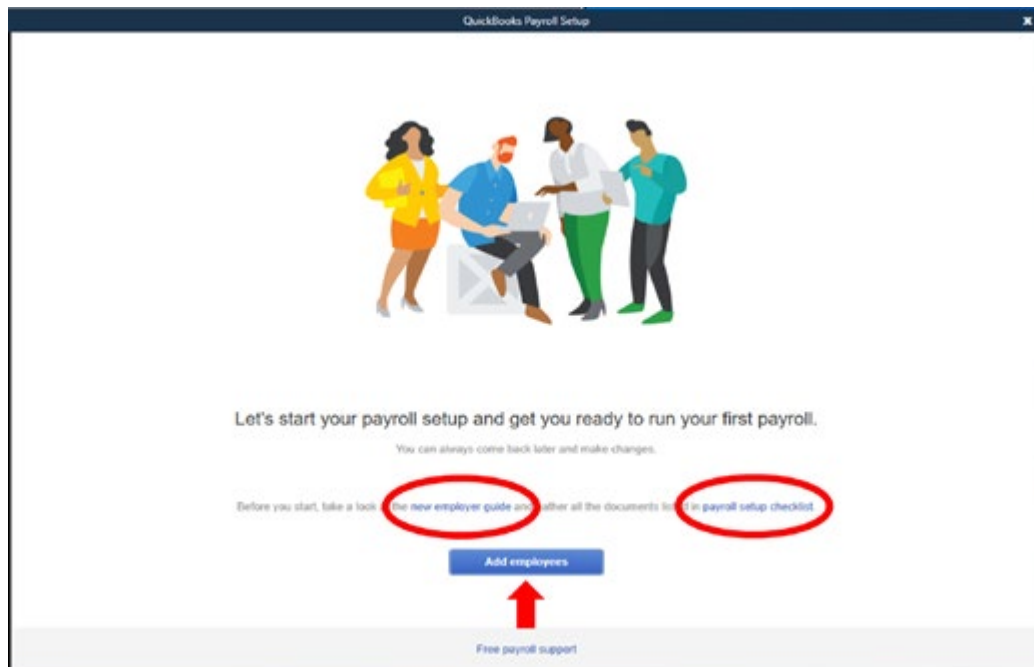 QuickBooks Payroll Setup
Let's start your payroll setup and get you ready to run your first payroll.
You can always come back later and make changes.
Before you start, take a look the new employer guide and gather all the documents in payroll setup checklist
Add employees
Free payroll support